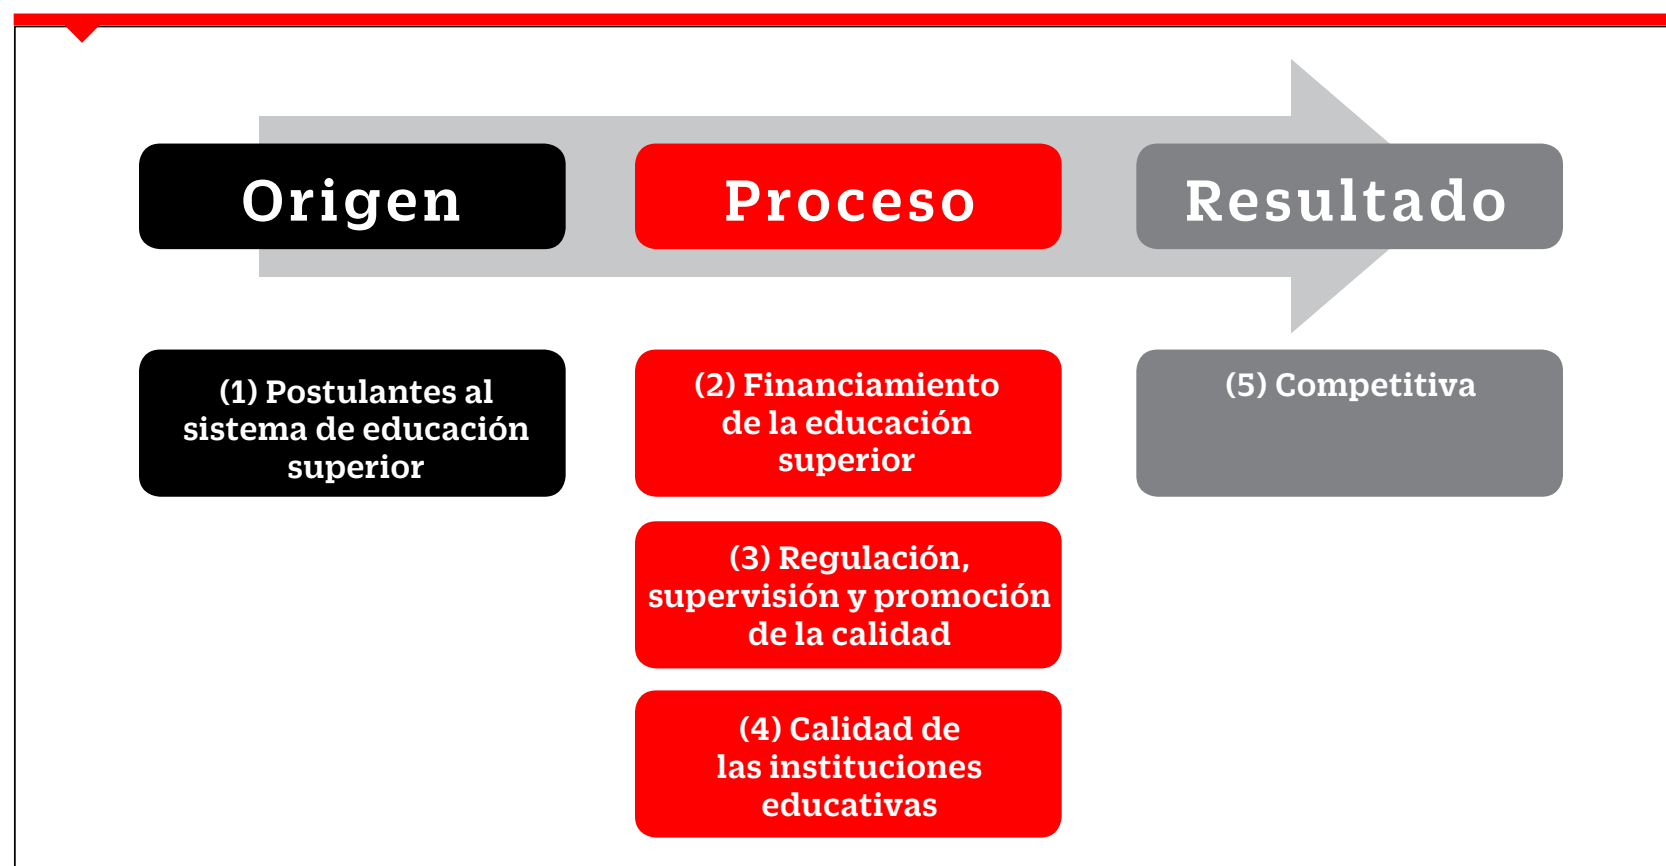 Origen
Proceso
Resultado
(1) Postulantes al
sistema de educación
superior
(2) Financiamiento
de la educación
superior
(3) Regulación,
supervisión y promoción
de la calidad
(4) Calidad de
las instituciones
educativas
(5) Competitiva